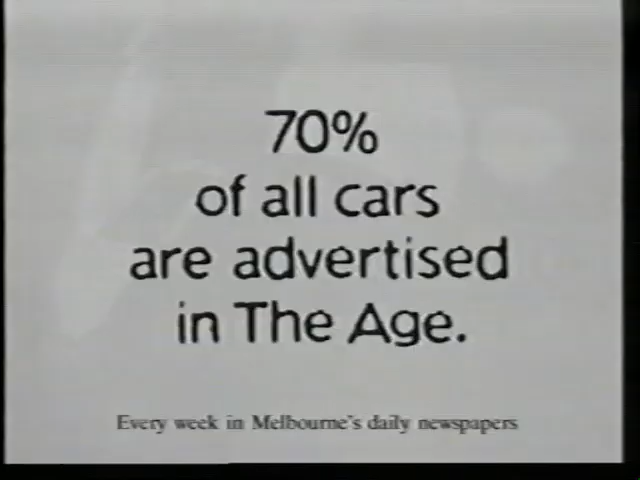 70%
of all cars
are advertised
in The Age.
Every week in Melbourne's daily newspapers